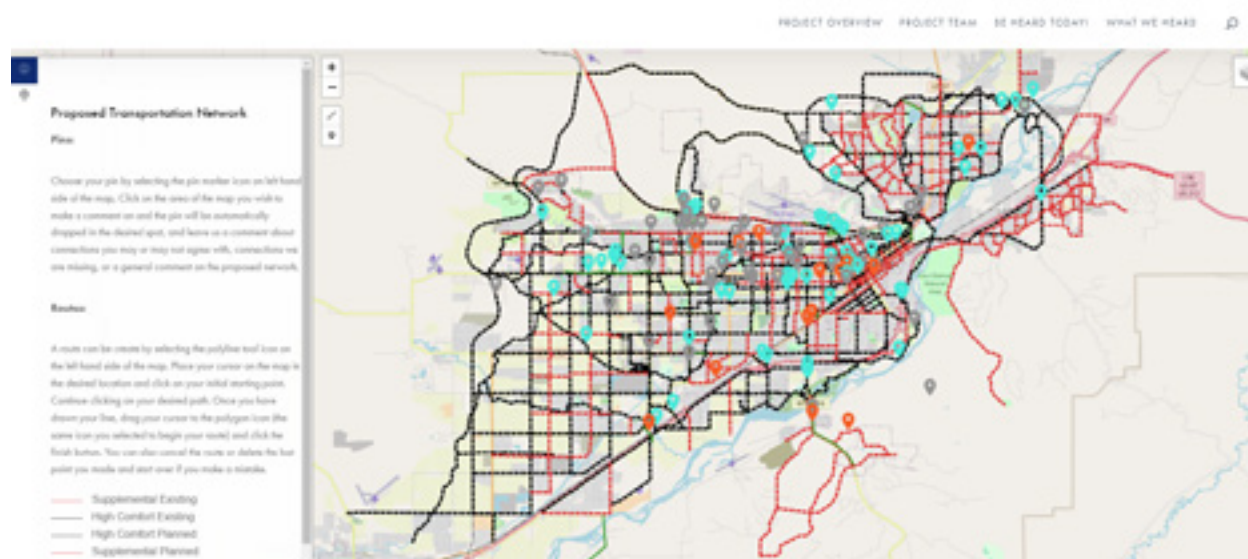 PROJECT OVERVIEW PROJECT TEAM BE HEARD TODAY! WHAT WE HEARD
Proposed Transportation Network
Pins:
Choose your pin by selecting the pin marker icon on left hand
side of the map. Click on the area of the map you wish to
make a comment on and the pin will be automatically
dropped in the desired spot, and leave us a comment about
connections you may or may not agree with, connections we
are missing, or a general comment on the proposed network.
Routes:
A route can be create by selecting the polyline tool icon on
the left hand side of the map. Place your cursor on the map in
the desired location and click on your initial starting point.
Continue clicking on your desired path. Once you have
drawn your line, drag your cursor to the polygon icon (the
same icon you selected to begin your route) and click the
finish button. You can also cancel the route or delete the last
point you made and start over if you make a mistake.
Supplemental Existing
High Comfort Existing
High Comfort Planned
Supplemental Planned